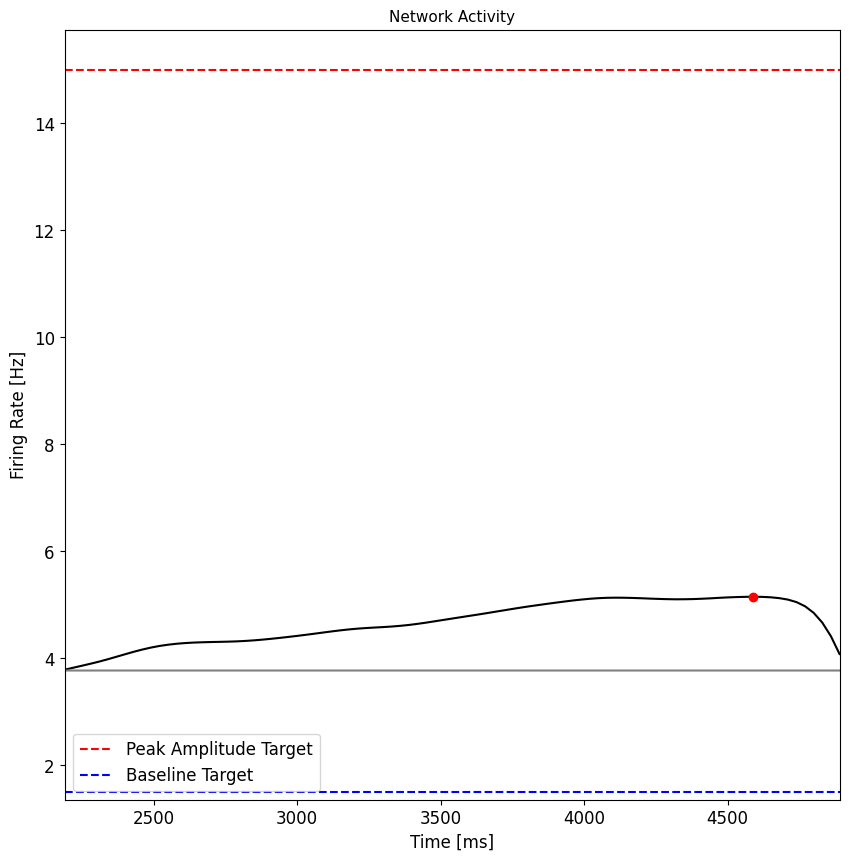 Network Activity
14
12
10
8
6
4
2
Firing Rate [Hz]
Peak Amplitude Target
Baseline Target
2500 3000 3500 4000 4500
Time [ms]